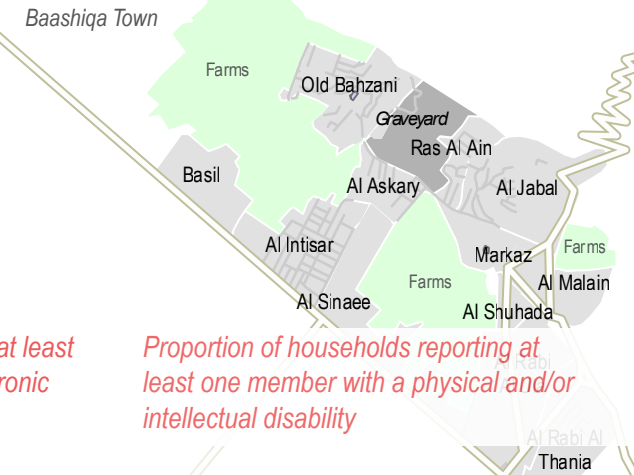 Baashiqa Town
Farms
Old Bahzani
Graveyard
Ras Al Ain
Basil
Al Askary
Al Jabal
Al Intisar
Markaz
Farms
Farms
Al Malain
Al Sinaee
Al Shuhada
at least
ronic
Proportion of households reporting at
least one member with a physical and/or
intellectual disability
Al Rabi
Al Rabi Al
Thania